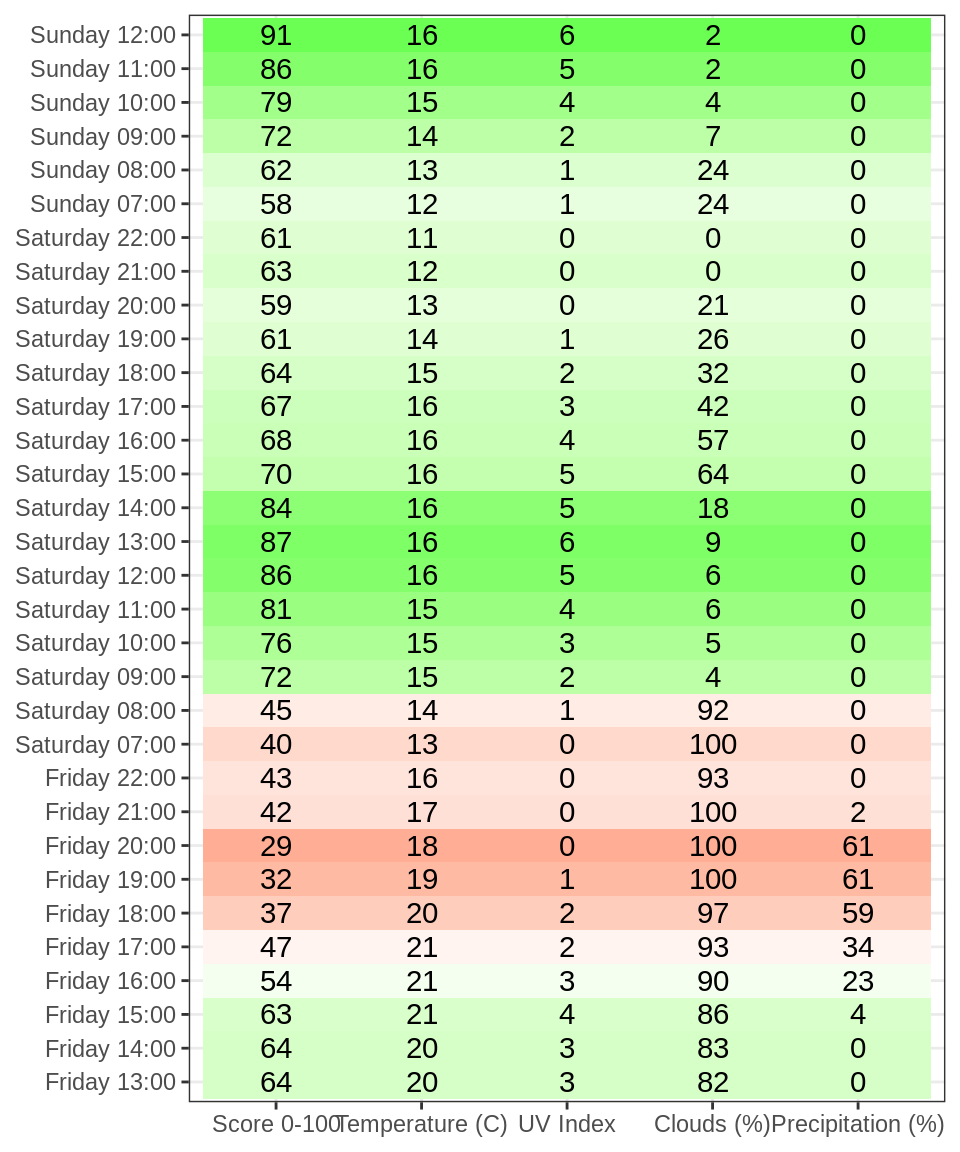 Sunday 12:00 91 16 6 2 0
Sunday 11:00 86 16 5 2 0
Sunday 10:00 79 15 4 4 0
Sunday 09:00 72 14 2 7 0
Sunday 08:00 62 13 1 24 0
Sunday 07:00 58 12 1 24 0
Saturday 22:00 61 11 0 0 0
Saturday 21:00 63 12 0 0 0
Saturday 20:00 59 13 0 21 0
Saturday 19:00 61 14 1 26 0
Saturday 18:00 64 15 2 32 0
Saturday 17:00 67 16 3 42 0
Saturday 16:00 68 16 4 57 0
Saturday 15:00 70 16 5 64 0
Saturday 14:00 84 16 5 18 0
Saturday 13:00 87 16 6 9 0
Saturday 12:00 86 16 5 6 0
Saturday 11:00 81 15 4 6 0
Saturday 10:00 76 15 3 5 0
Saturday 09:00 72 15 2 4 0
Saturday 08:00 45 14 1 92 0
Saturday 07:00 40 13 0 100 0
Friday 22:00 43 16 0 93 0
Friday 21:00 42 17 0 100 2
Friday 20:00 29 18 0 100 61
Friday 19:00 32 19 1 100 61
Friday 18:00 37 20 2 97 59
Friday 17:00 47 21 2 93 34
Friday 16:00 54 21 3 90 23
Friday 15:00 63 21 4 86 4
Friday 14:00 64 20 3 83 0
Friday 13:00 64 20 3 82 0
Score 0-100 Temperature (C) UV Index Clouds (%) Precipitation (%)